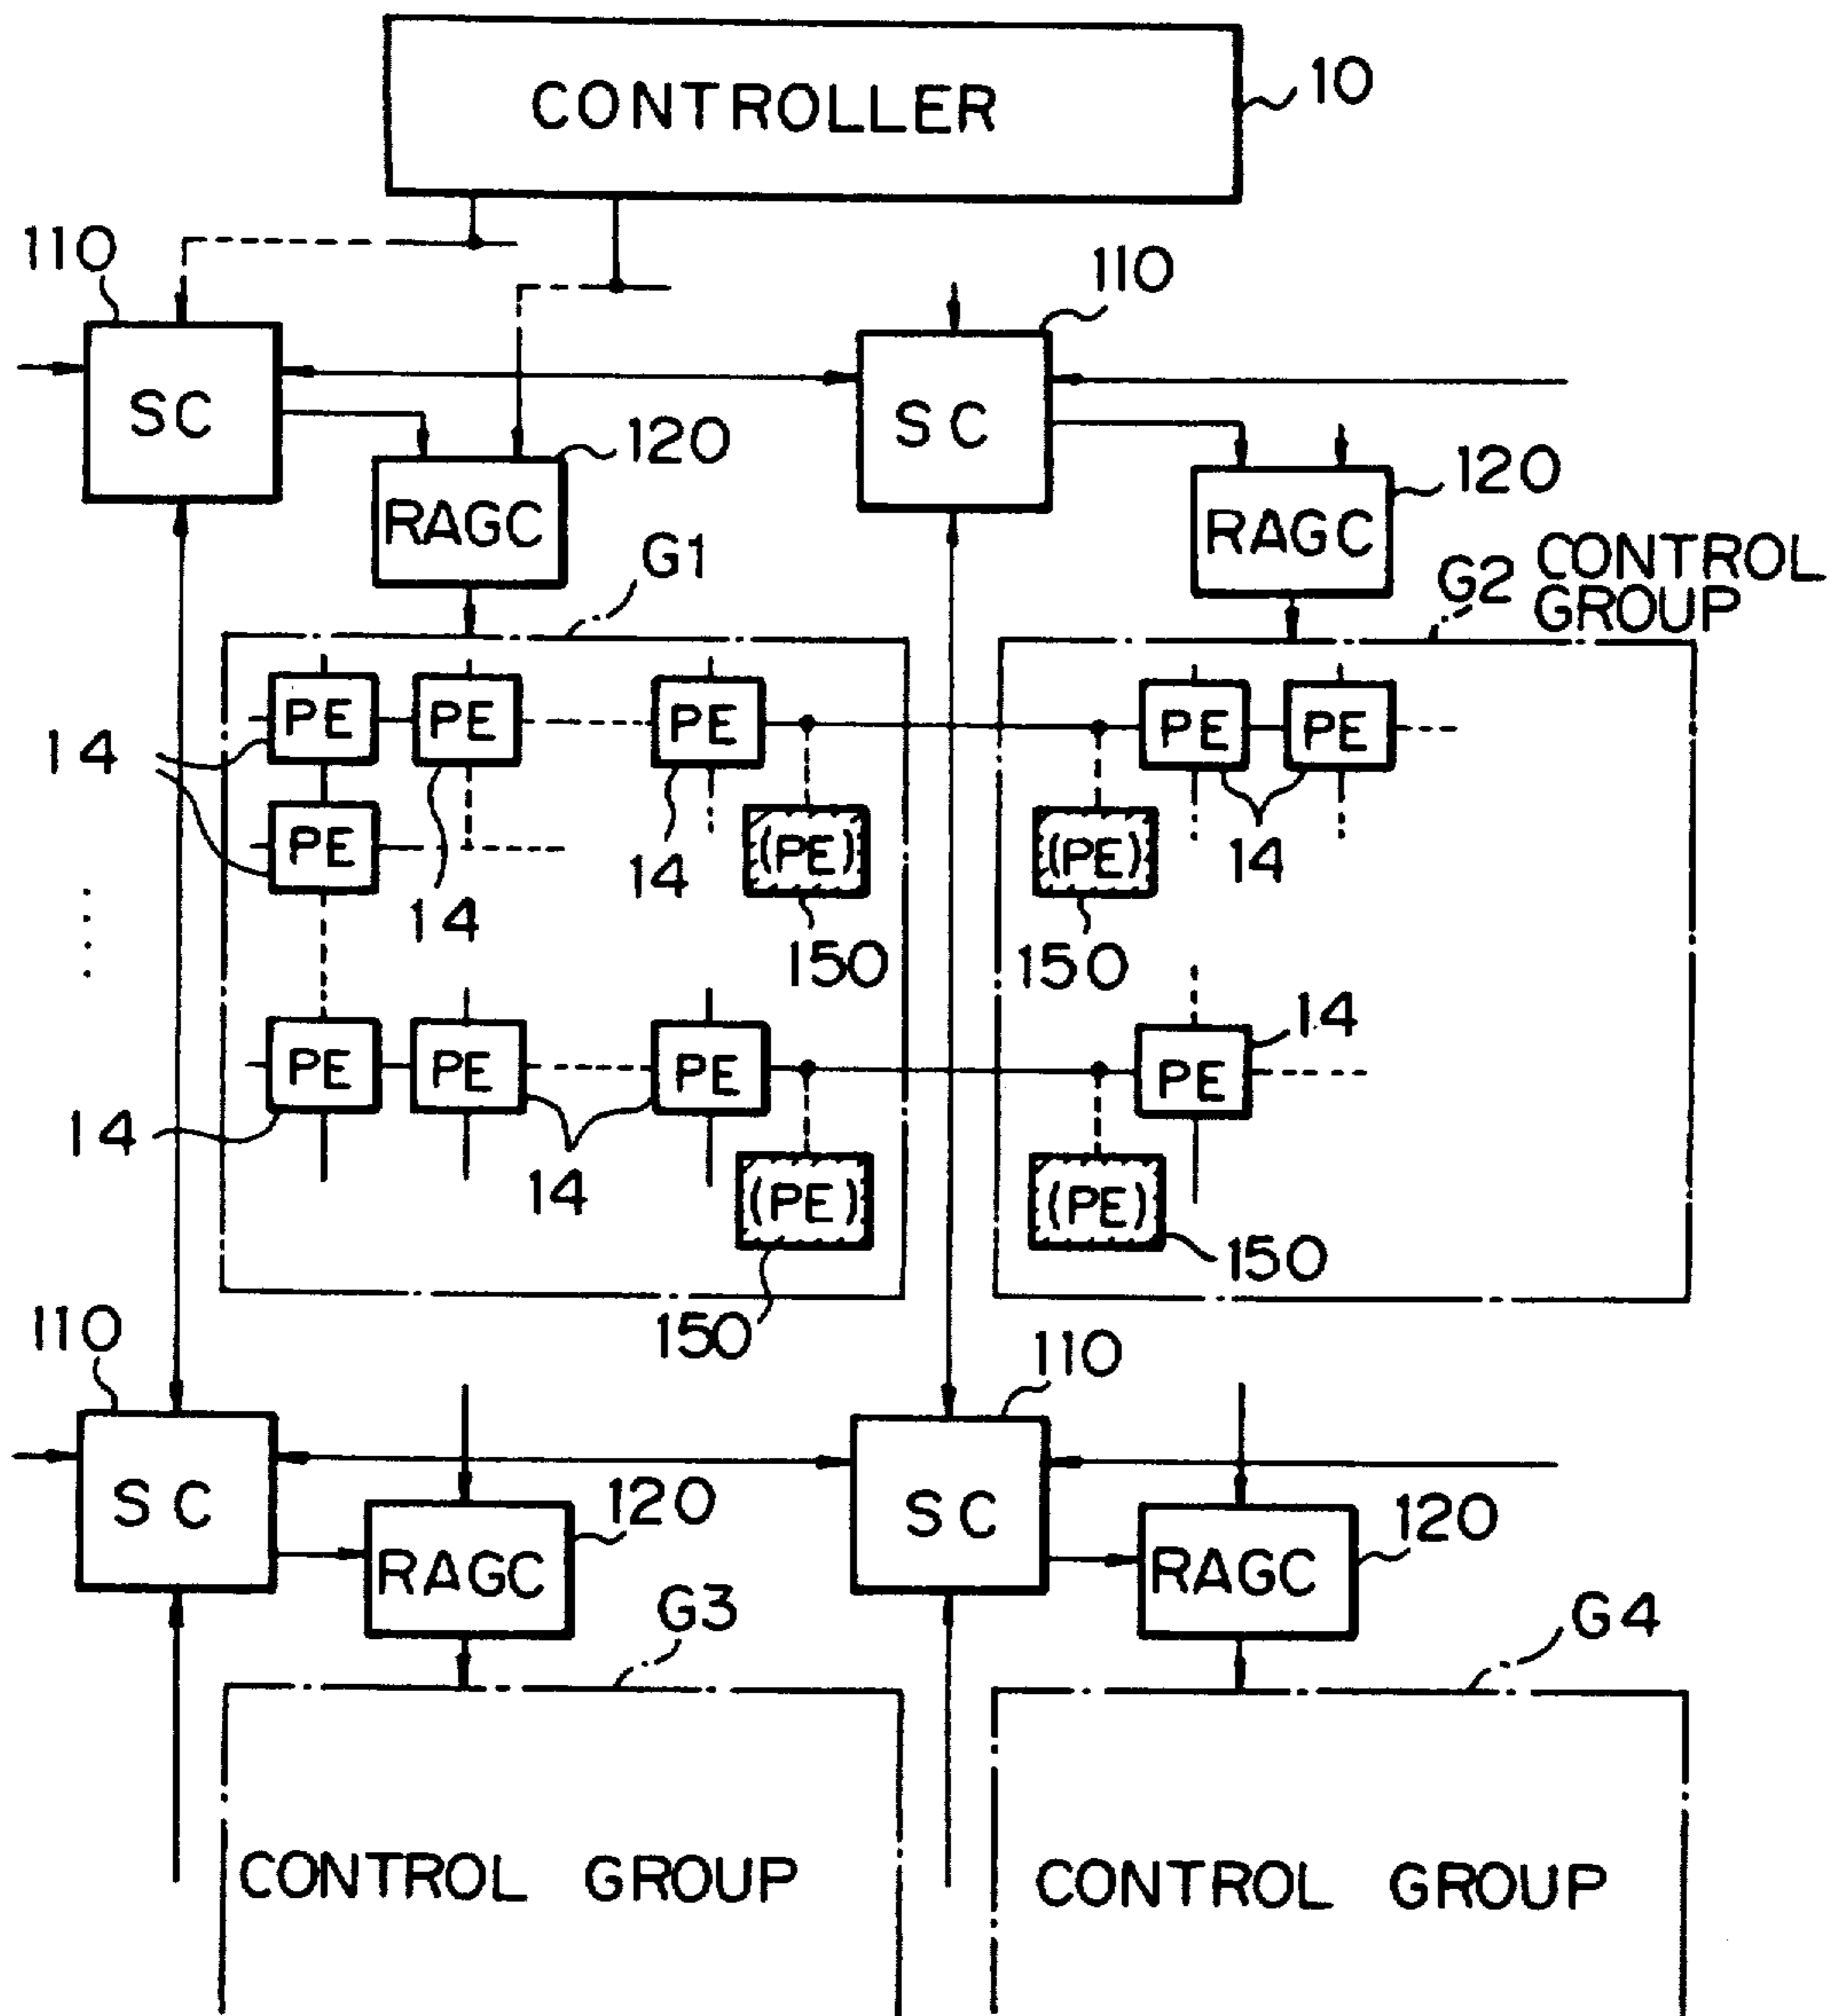 CONTROLLER
10
110
110
SC
SC
120
120
RAGC
RAGC
G1
G2
CONTROL
GROUP
PE
PE
PE
PE
PE
14
PE
(PE)
(PE)
14
14
14
14
150
150
14
PE
PE
PE
PE
14
14
(PE)
(PE)
150
150
110
110
SC
SC
120
120
RAGC
RAGC
G3
G4
CONTROL GROUP
CONTROL GROUP